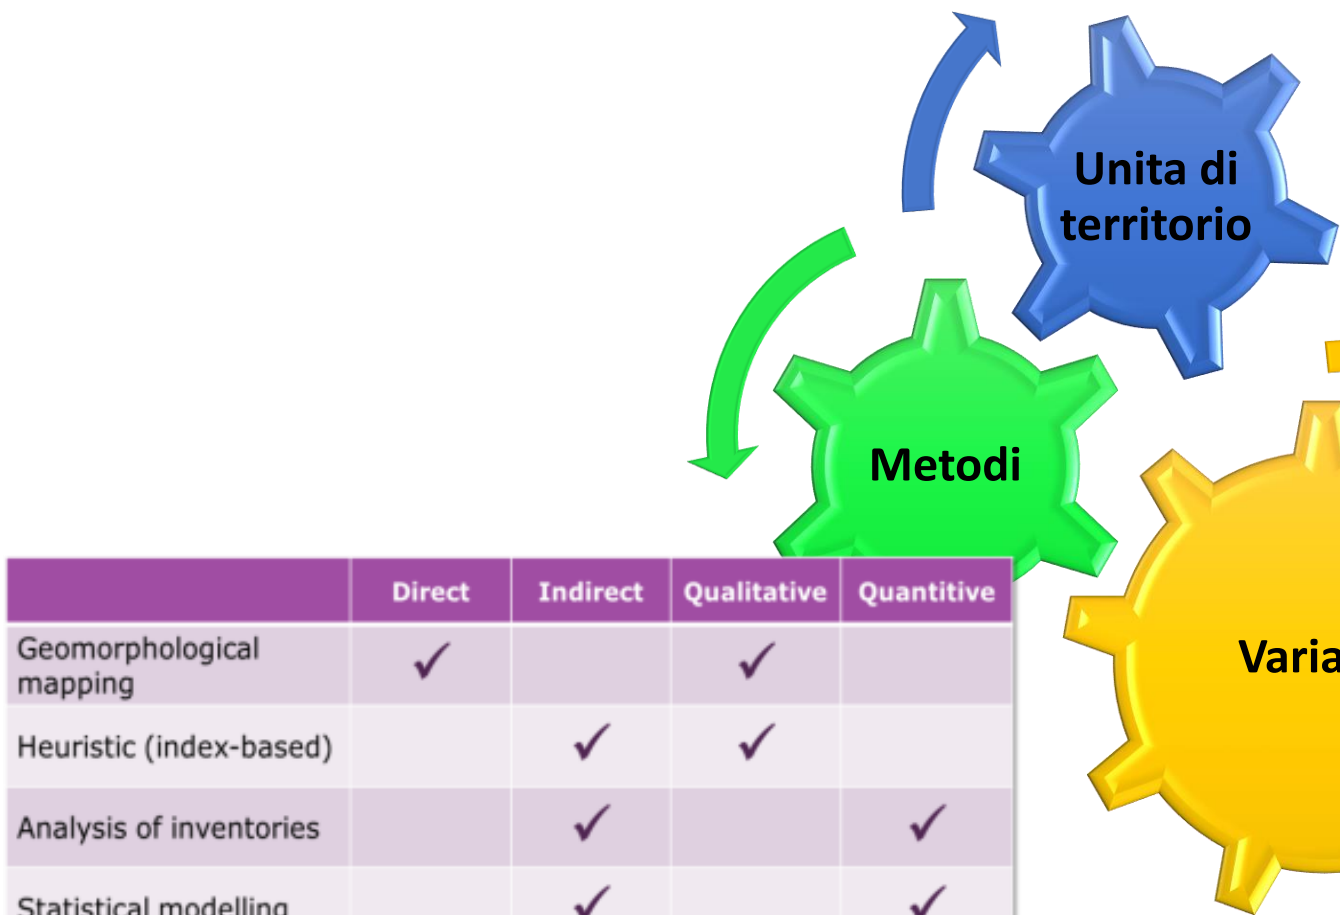 Unita di
territorio
Metodi
Varia
Direct Indirect Qualitative Quantitive
Geomorphological
mapping ✓ ✓
Heuristic (index-based) ✓ ✓
Analysis of inventories ✓ ✓
Statistical modelling ✓ ✓